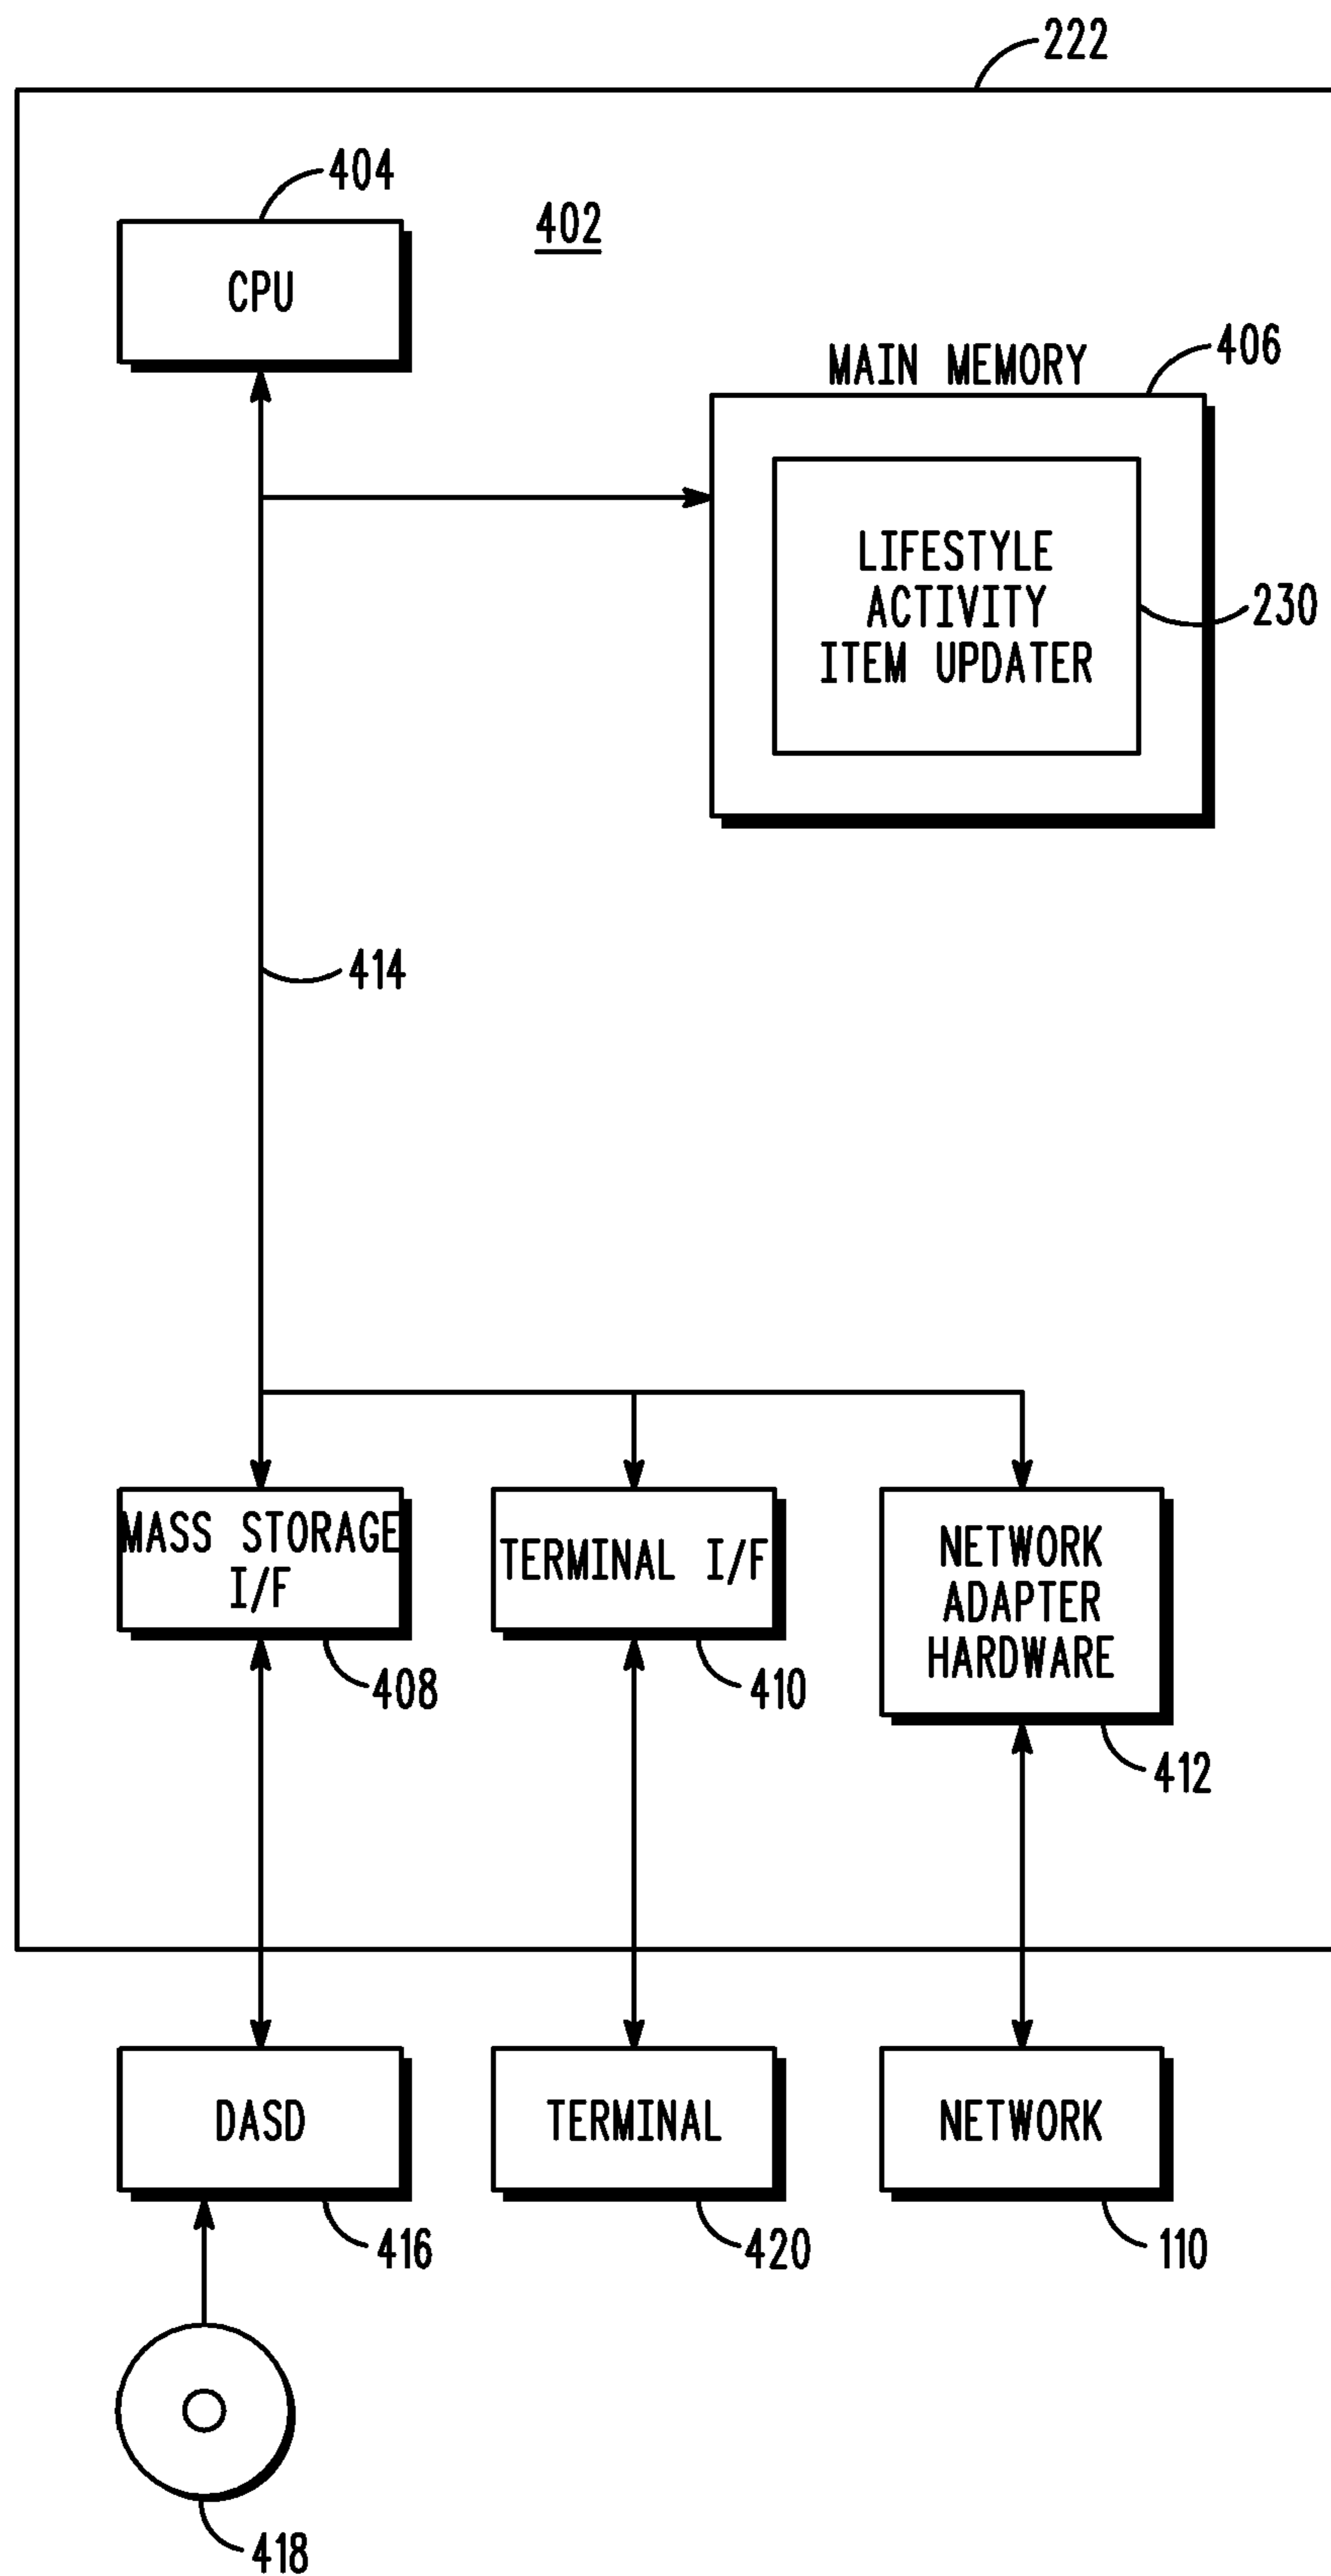 222
404
402
CPU
406
MAIN MEMORY
LIFESTYLE
ACTIVITY
ITEM UPDATER
230
414
MASS STORAGE
I/F
408
TERMINAL I/F
410
NETWORK
ADAPTER
HARDWARE
412
DASD
416
TERMINAL
420
NETWORK
110
418